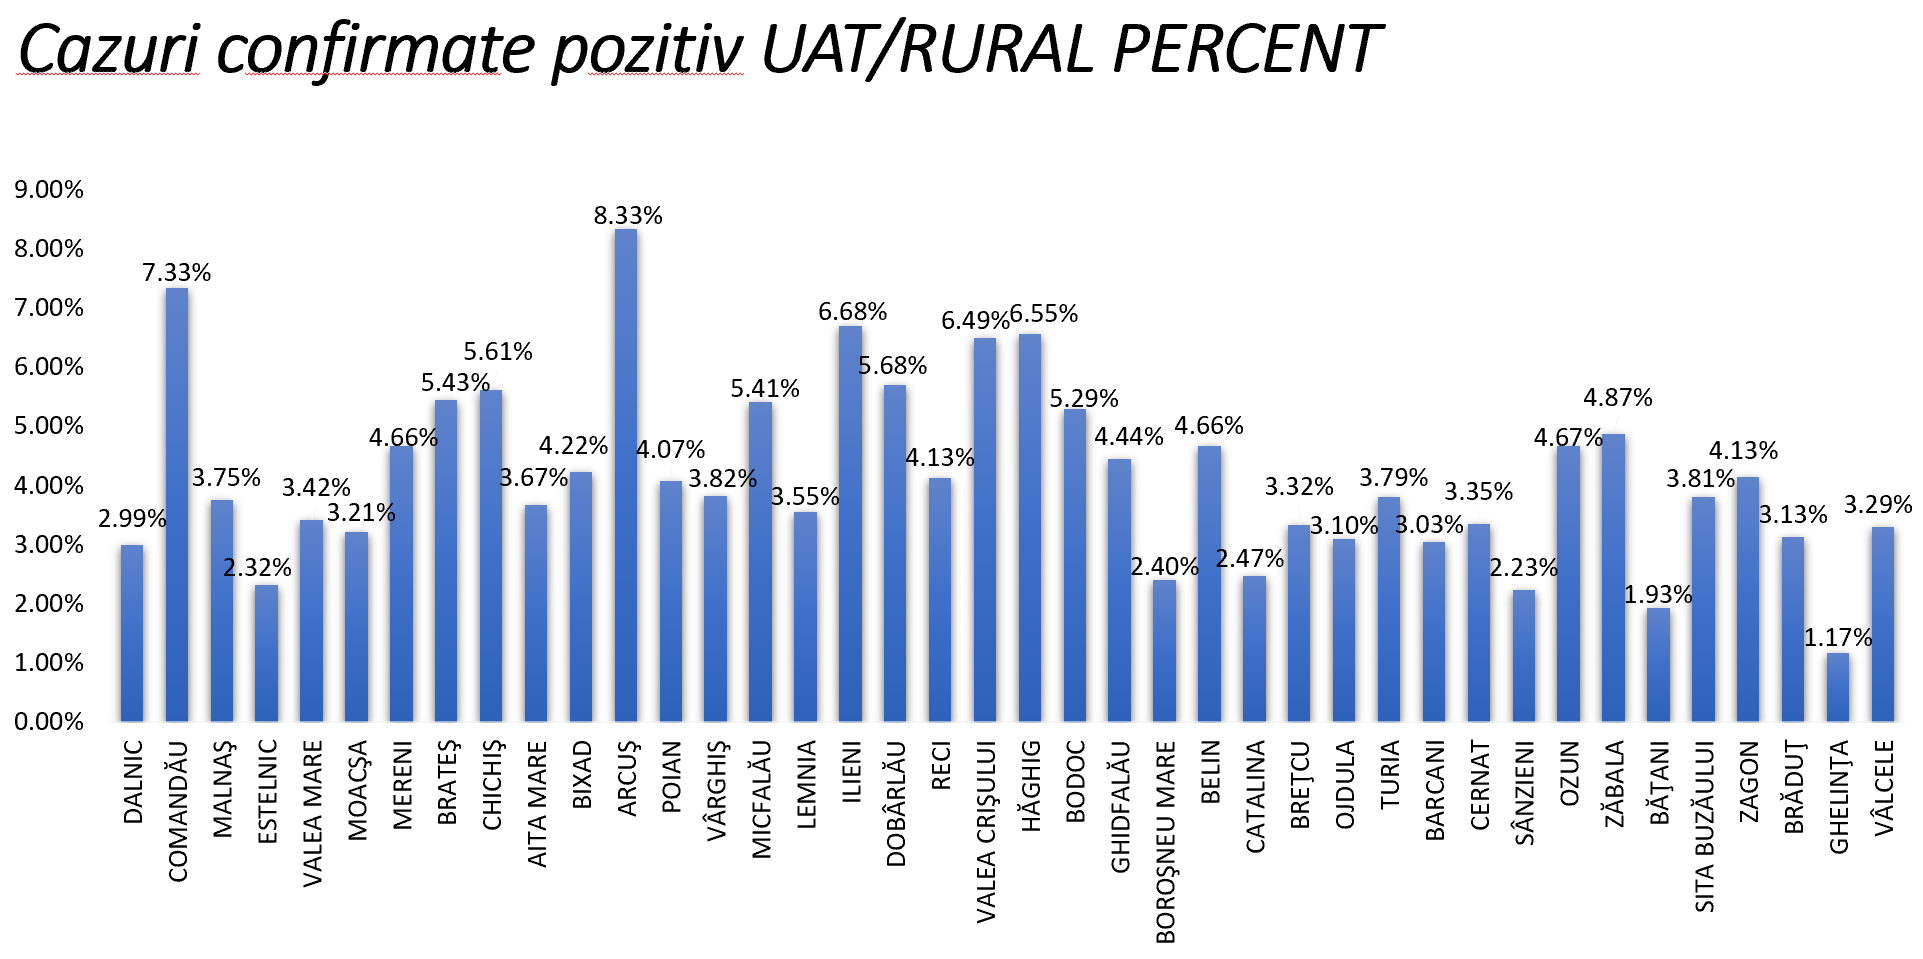 Cazuri confirmate pozitiv UAT/RURAL PERCENT
9.00%
8.00%
7.00%
6.00%
5.00%
4.00%
3.00%
2.00%
1.00%
0.00%
2.99%
7.33%
3.75%
2.32%
3.42%
3.21%
4.66%
5.43%
5.61%
3.67%
4.22%
8.33%
4.07%
3.82%
5.41%
3.55%
6.68%
5.68%
4.13%
6.49%
6.55%
5.29%
4.44%
2.40%
4.66%
2.47%
3.32%
3.10%
3.79%
3.03%
3.35%
2.23%
4.67%
4.87%
1.93%
3.81%
4.13%
3.13%
1.17%
3.29%
DALNIC
COMANDĂU
MALNAŞ
ESTELNIC
VALEA MARE
MOACŞA
MERENI
BRATEŞ
CHICHIŞ
AITA MARE
BIXAD
ARCUŞ
POIAN
VÂRGHIŞ
MICFALĂU
LEMNIA
ILIENI
DOBÂRLĂU
RECI
VALEA CRIŞULUI
HĂGHIG
BODOC
GHIDFALĂU
BOROŞNEU MARE
BELIN
CATALINA
BREŢCU
OJDULA
TURIA
BARCANI
CERNAT
SÂNZIENI
OZUN
ZĂBALA
BĂŢANI
SITA BUZĂULUI
ZAGON
BRĂDUŢ
GHELINŢA
VÂLCELE